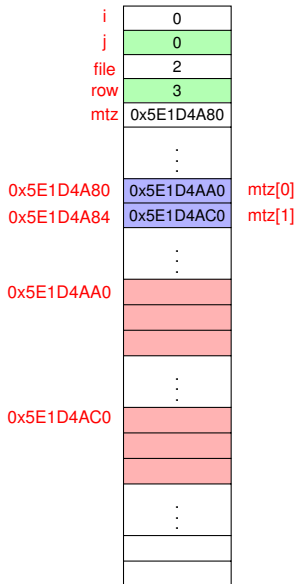 i 0
j 0
file 2
row 3
mtz 0x5E1D4A80
0x5E1D4A80 0x5E1D4AA0 mtz[0]
0x5E1D4A84 0x5E1D4AC0 mtz[1]
0x5E1D4AA0
0x5E1D4AC0